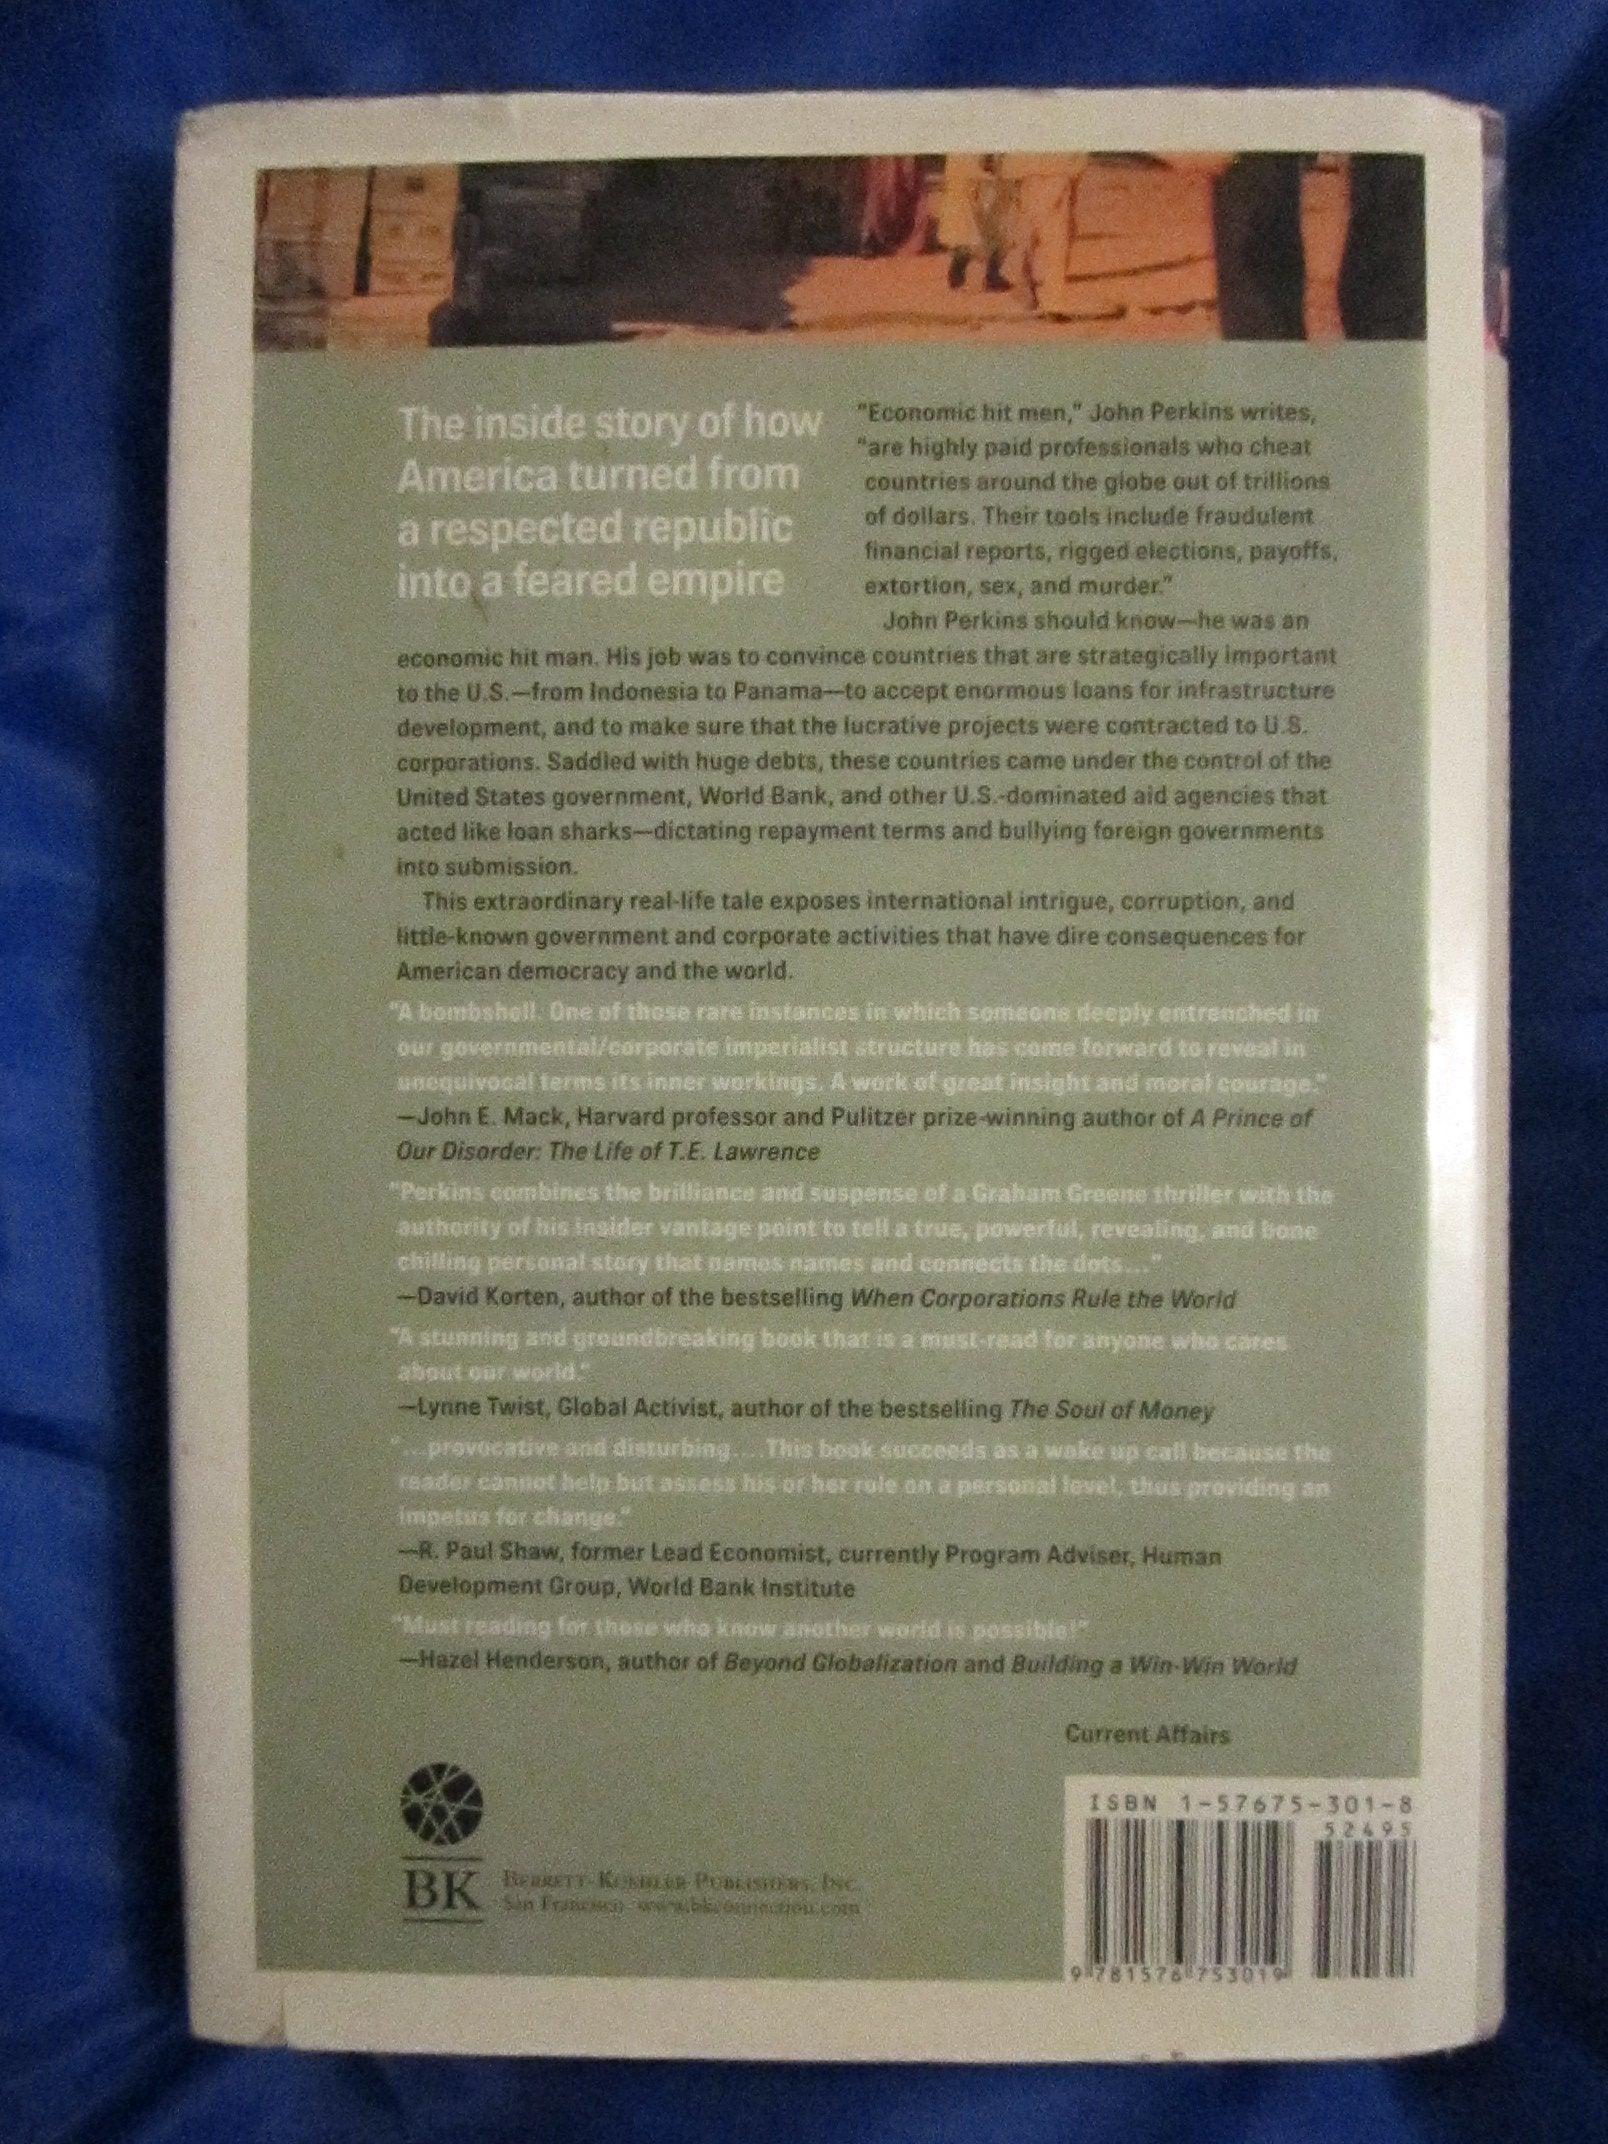 The inside story of how
America turned from
a respected republic
into a feared empire
"Economic hit men," John Perkins writes,
"are highly paid professionals who cheat
countries around the globe out of trillions
of dollars. Their tools include fraudulent
financial reports, rigged elections, payoffs,
extortion, sex, and murder."
John Perkins should know—he was an
economic hit man. His job was to convince countries that are strategically important
to the U.S.—from Indonesia to Panama—to accept enormous loans for infrastructure
development, and to make sure that the lucrative projects were contracted to U.S.
corporations. Saddled with huge debts, these countries came under the control of the
United States government, World Bank, and other U.S.-dominated aid agencies that
acted like loan sharks—dictating repayment terms and bullying foreign governments
into submission.
This extraordinary real-life tale exposes international intrigue, corruption, and
little-known government and corporate activities that have dire consequences for
American democracy and the world.
"A bombshell. One of those rare instances in which someone deeply entrenched in
our governmental/corporate imperialist structure has come forward to reveal in
unequivocal terms its inner workings. A work of great insight and moral courage."
—John E. Mack, Harvard professor and Pulitzer prize-winning author of A Prince of
Our Disorder: The Life of T.E. Lawrence
"Perkins combines the brilliance and suspense of a Graham Greene thriller with the
authority of his insider vantage point to tell a true, powerful, revealing, and bone
chilling personal story that names names and connects the dots..."
—David Korten, author of the bestselling When Corporations Rule the World
"A stunning and groundbreaking book that is a must-read for anyone who cares
about our world."
—Lynne Twist, Global Activist, author of the bestselling The Soul of Money
"...provocative and disturbing....This book succeeds as a wake up call because the
reader cannot help but assess his or her role on a personal level, thus providing an
impetus for change."
—R. Paul Shaw, former Lead Economist, currently Program Adviser, Human
Development Group, World Bank Institute
"Must reading for those who know another world is possible!"
—Hazel Henderson, author of Beyond Globalization and Building a Win-Win World
Current Affairs
BK
Berrett-Koehler Publishers, Inc.
San Francisco www.bkconnection.com
ISBN 1-57675-301-8
52495
9 781576 753019